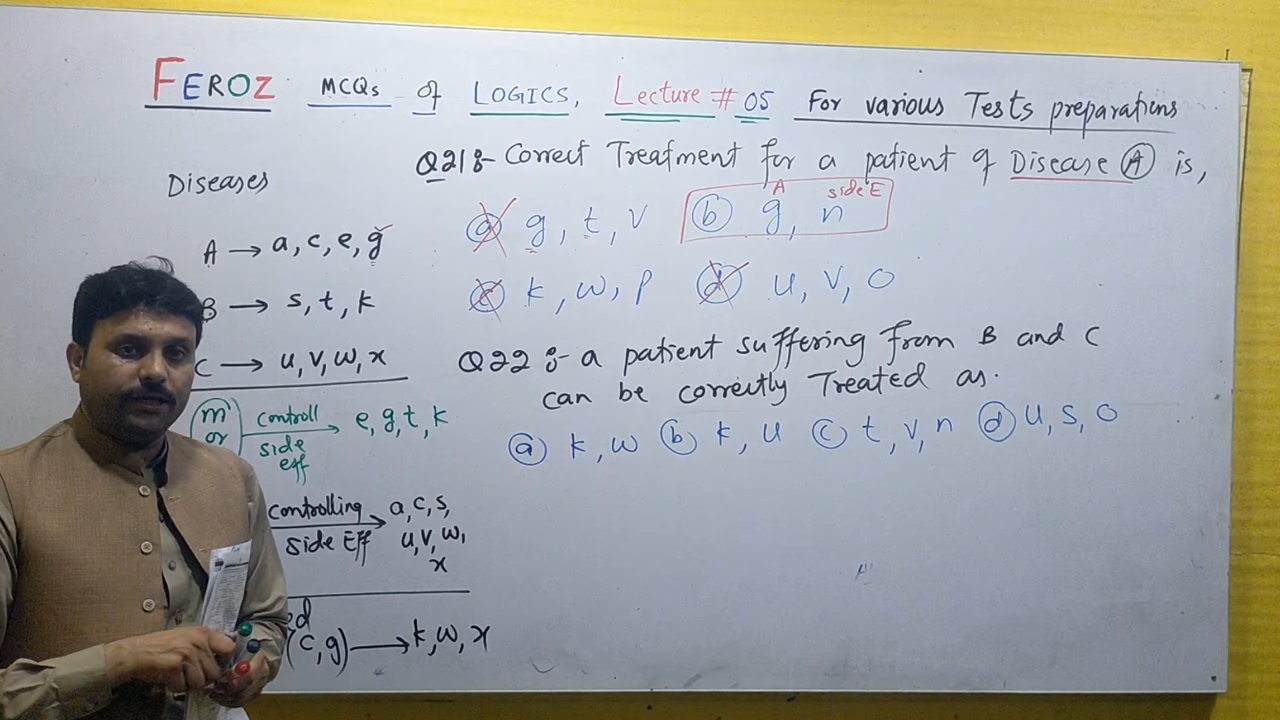 FEROZ MCQs of LOGICS, Lecture # 05 For various Tests preparations
Q21:- Correct Treatment for a patient of Disease A is,
a g, t, v b g, n
A side E
c k, w, p d u, v, o
Q22:- a patient suffering from B and C
can be correctly Treated as.
a k, w b k, u c t, v, n d u, s, o
Diseases
A → a, c, e, g
B → s, t, k
C → u, v, w, x
m or controll side eff → e, g, t, k
controlling side Eff → a, c, s,
u, v, w,
x
(c, g) → k, w, x